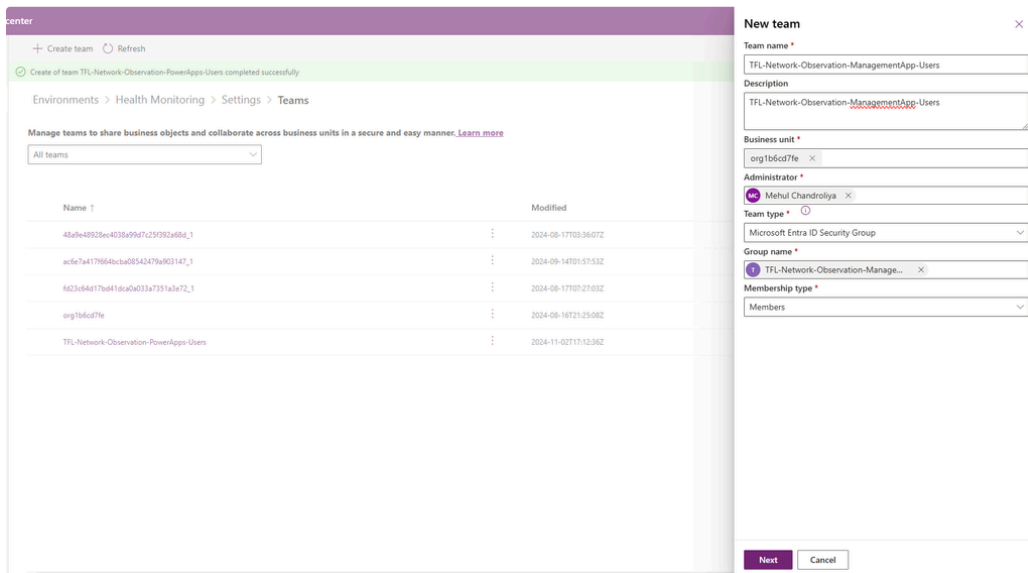 center
Create team Refresh
Create of team TFL-Network-Observation-PowerApps-Users completed successfully
Environments > Health Monitoring > Settings > Teams
Manage teams to share business objects and collaborate across business units in a secure and easy manner. Learn more
All teams
Name ↑ Modified
48a9e48928ec4038a99d7c25f392a68d_1 2024-08-17T03:36:07Z
ac6e7a417f664bcba08542479a903147_1 2024-09-14T01:57:53Z
fd23c64d17bd41dca0a033a7351a3e72_1 2024-08-17T07:27:03Z
org1b6cd7fe 2024-08-16T21:25:08Z
TFL-Network-Observation-PowerApps-Users 2024-11-02T17:12:36Z
New team
Team name *
TFL-Network-Observation-ManagementApp-Users
Description
TFL-Network-Observation-ManagementApp-Users
Business unit *
org1b6cd7fe
Administrator *
MC Mehul Chandroliya
Team type *
Microsoft Entra ID Security Group
Group name *
T TFL-Network-Observation-Manage...
Membership type *
Members
Next Cancel